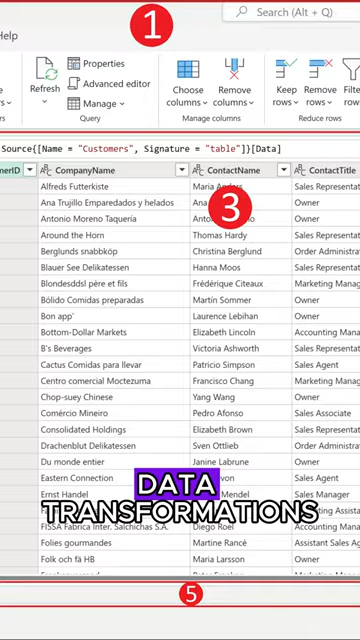 1
Search (Alt + Q)
Help
Refresh
Properties
Advanced editor
Manage
Query
Choose columns
Remove columns
Manage columns
Keep rows
Remove rows
Reduce rows
Source{[Name = "Customers", Signature = "table"]}[Data]
merID CompanyName ContactName ContactTitle
3
Alfreds Futterkiste Maria Anders Sales Representat
Ana Trujillo Emparedados y helados Ana Owner
Antonio Moreno Taquería Antonio Owner
Around the Horn Thomas Hardy Sales Representat
Berglunds snabbköp Christina Berglund Order Administra
Blauer See Delikatessen Hanna Moos Sales Representat
Blondesddsl père et fils Frédérique Citeaux Marketing Manag
Bólido Comidas preparadas Martín Sommer Owner
Bon app' Laurence Lebihan Owner
Bottom-Dollar Markets Elizabeth Lincoln Accounting Mana
B's Beverages Victoria Ashworth Sales Representat
Cactus Comidas para llevar Patricio Simpson Sales Agent
Centro comercial Moctezuma Francisco Chang Marketing Manag
Chop-suey Chinese Yang Wang Owner
Comércio Mineiro Pedro Afonso Sales Associate
Consolidated Holdings Elizabeth Brown Sales Representat
Drachenblut Delikatessen Sven Ottlieb Order Administra
Du monde entier Janine Labrune Owner
Eastern Connection Sales Agent
Ernst Handel Mendel Sales Manager
DATA
TRANSFORMATIONS
FISSA Fabrica Inter. Salchichas S.A. Diego Roel Accounting Mana
Folies gourmandes Martine Rancé Assistant Sales Ag
Folk och fä HB Maria Larsson Owner
5